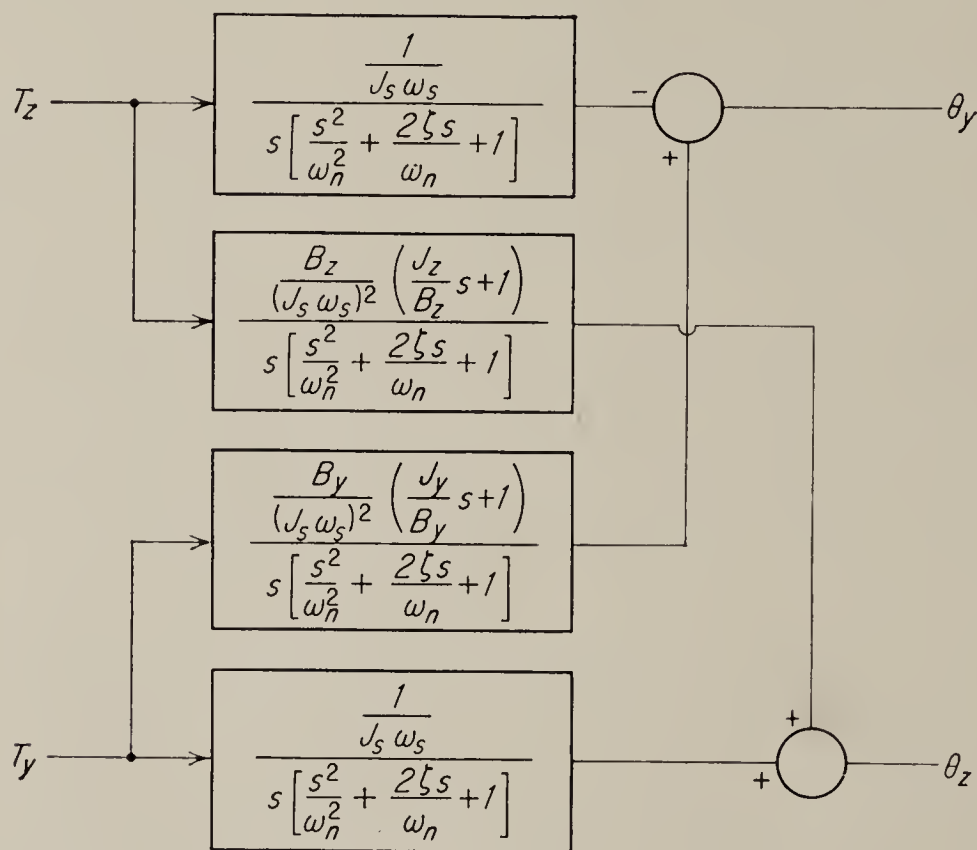 T_z
1
J_s ω_s
s [ s²/ω_n² + 2ζs/ω_n + 1 ]
-
+
θ_y
B_z/(J_s ω_s)² ( J_z/B_z s + 1 )
s [ s²/ω_n² + 2ζs/ω_n + 1 ]
B_y/(J_s ω_s)² ( J_y/B_y s + 1 )
s [ s²/ω_n² + 2ζs/ω_n + 1 ]
T_y
1
J_s ω_s
s [ s²/ω_n² + 2ζs/ω_n + 1 ]
+
+
θ_z